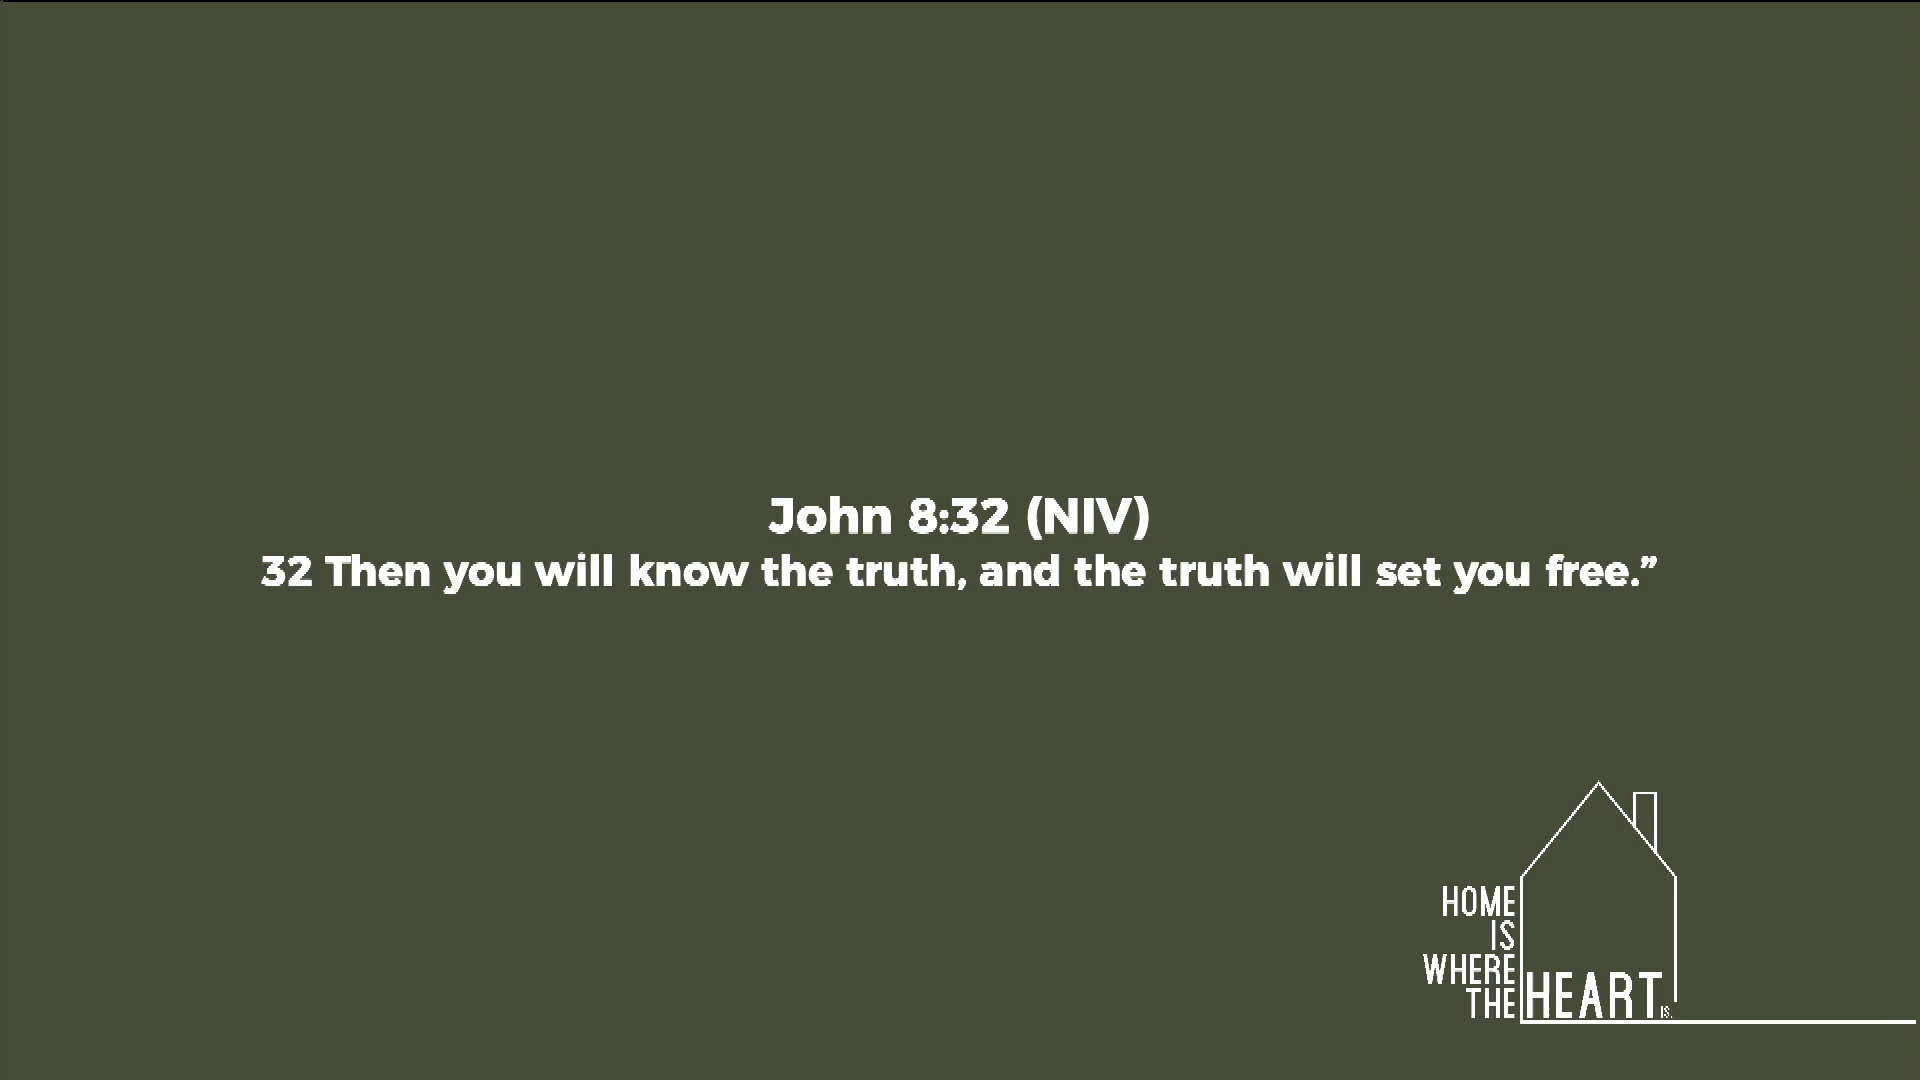 John 8:32 (NIV)
32 Then you will know the truth, and the truth will set you free.”
HOME
IS
WHERE
THE HEART IS.